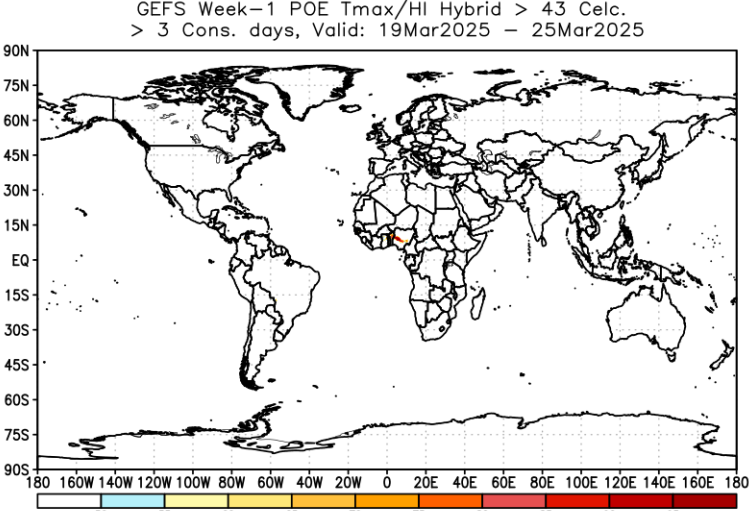 GEFS Week-1 POE Tmax/HI Hybrid > 43 Celc.
> 3 Cons. days, Valid: 19Mar2025 - 25Mar2025
90N
75N
60N
45N
30N
15N
EQ
15S
30S
45S
60S
75S
90S
180 160W 140W 120W 100W 80W 60W 40W 20W 0 20E 40E 60E 80E 100E 120E 140E 160E 180